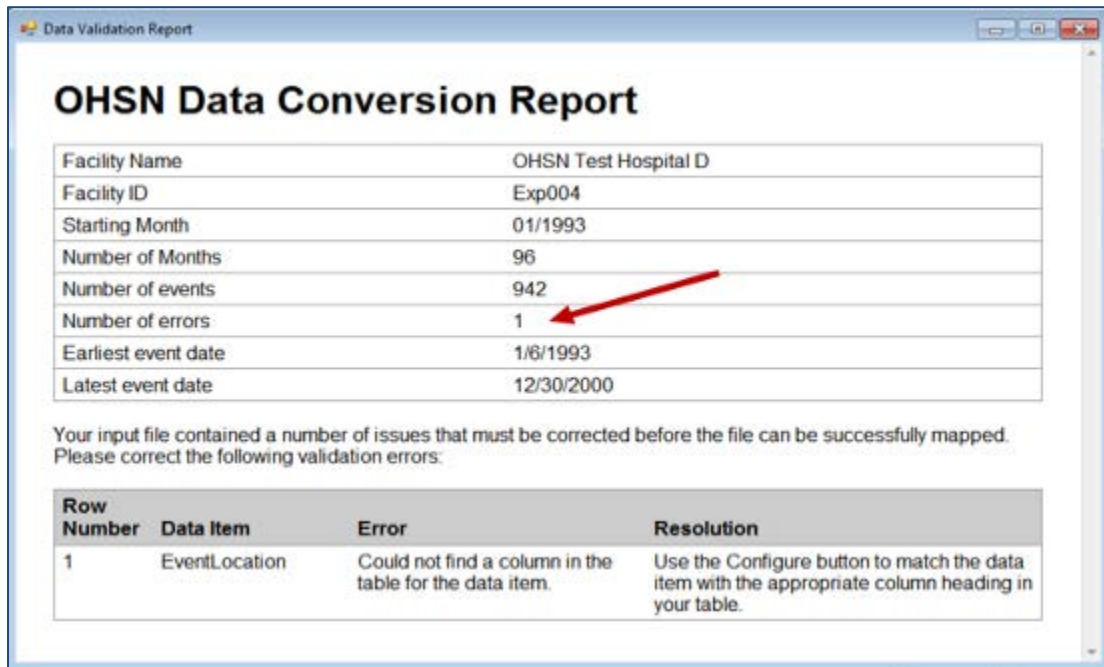 Data Validation Report
OHSN Data Conversion Report
Facility Name OHSN Test Hospital D
Facility ID Exp004
Starting Month 01/1993
Number of Months 96
Number of events 942
Number of errors 1
Earliest event date 1/6/1993
Latest event date 12/30/2000
Your input file contained a number of issues that must be corrected before the file can be successfully mapped.
Please correct the following validation errors:
Row
Number Data Item Error Resolution
1 EventLocation Could not find a column in the Use the Configure button to match the data
table for the data item. item with the appropriate column heading in
your table.